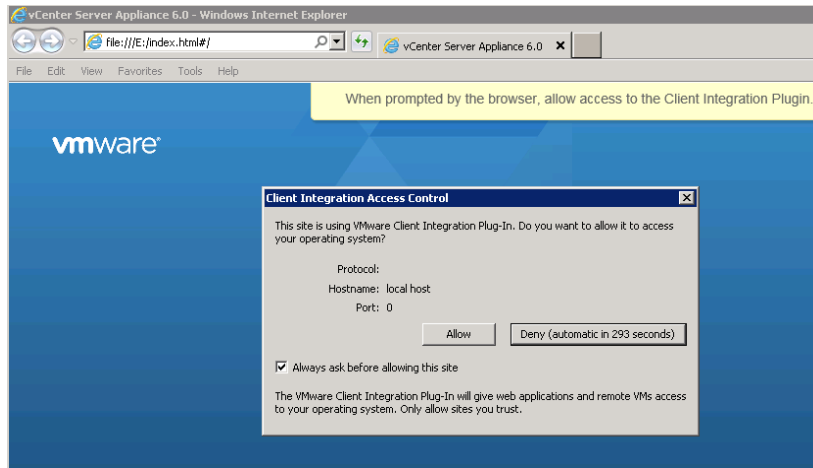 vCenter Server Appliance 6.0 - Windows Internet Explorer
file:///E:/index.html#/
vCenter Server Appliance 6.0
File Edit View Favorites Tools Help
When prompted by the browser, allow access to the Client Integration Plugin.
vmware®
Client Integration Access Control
This site is using VMware Client Integration Plug-In. Do you want to allow it to access
your operating system?
Protocol:
Hostname: local host
Port: 0
Allow
Deny (automatic in 293 seconds)
Always ask before allowing this site
The VMware Client Integration Plug-In will give web applications and remote VMs access
to your operating system. Only allow sites you trust.